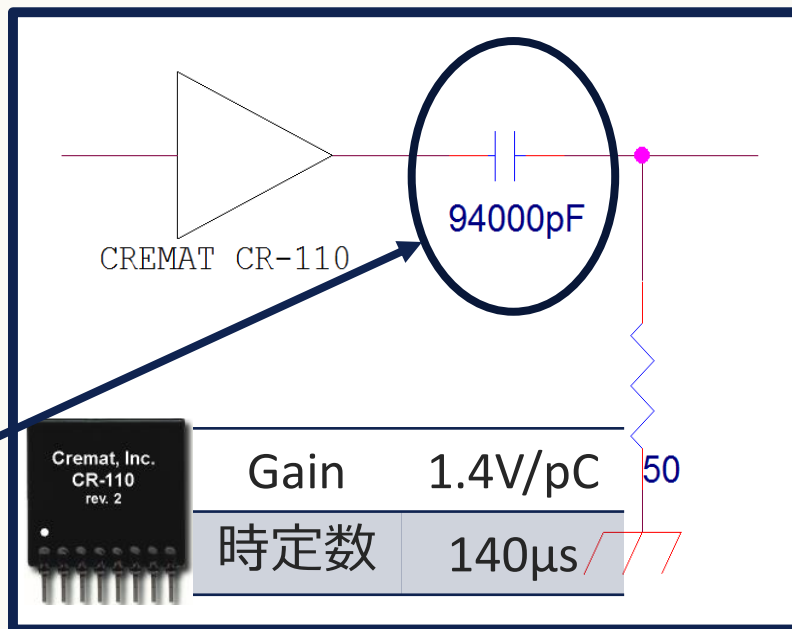 94000pF
CREMAT CR-110
Cremat, Inc.
CR-110
rev. 2
Gain 1.4V/pC
50
時定数 140μs